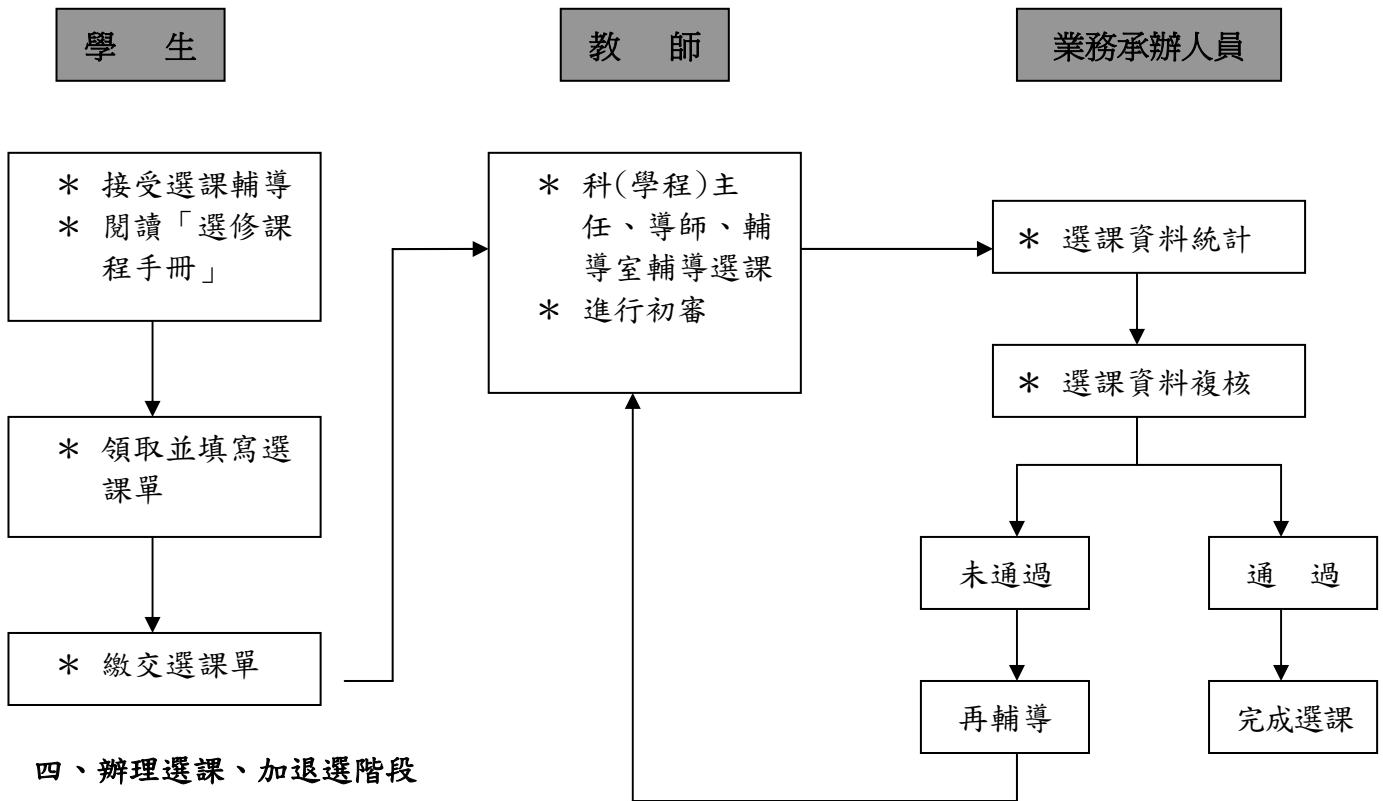 學 生
教 師
業務承辦人員
＊ 接受選課輔導
＊ 閱讀「選修課
程手冊」
＊ 領取並填寫選
課單
＊ 繳交選課單
＊ 科(學程)主
任、導師、輔
導室輔導選課
＊ 進行初審
＊ 選課資料統計
＊ 選課資料複核
未通過
通 過
再輔導
完成選課
四、辦理選課、加退選階段